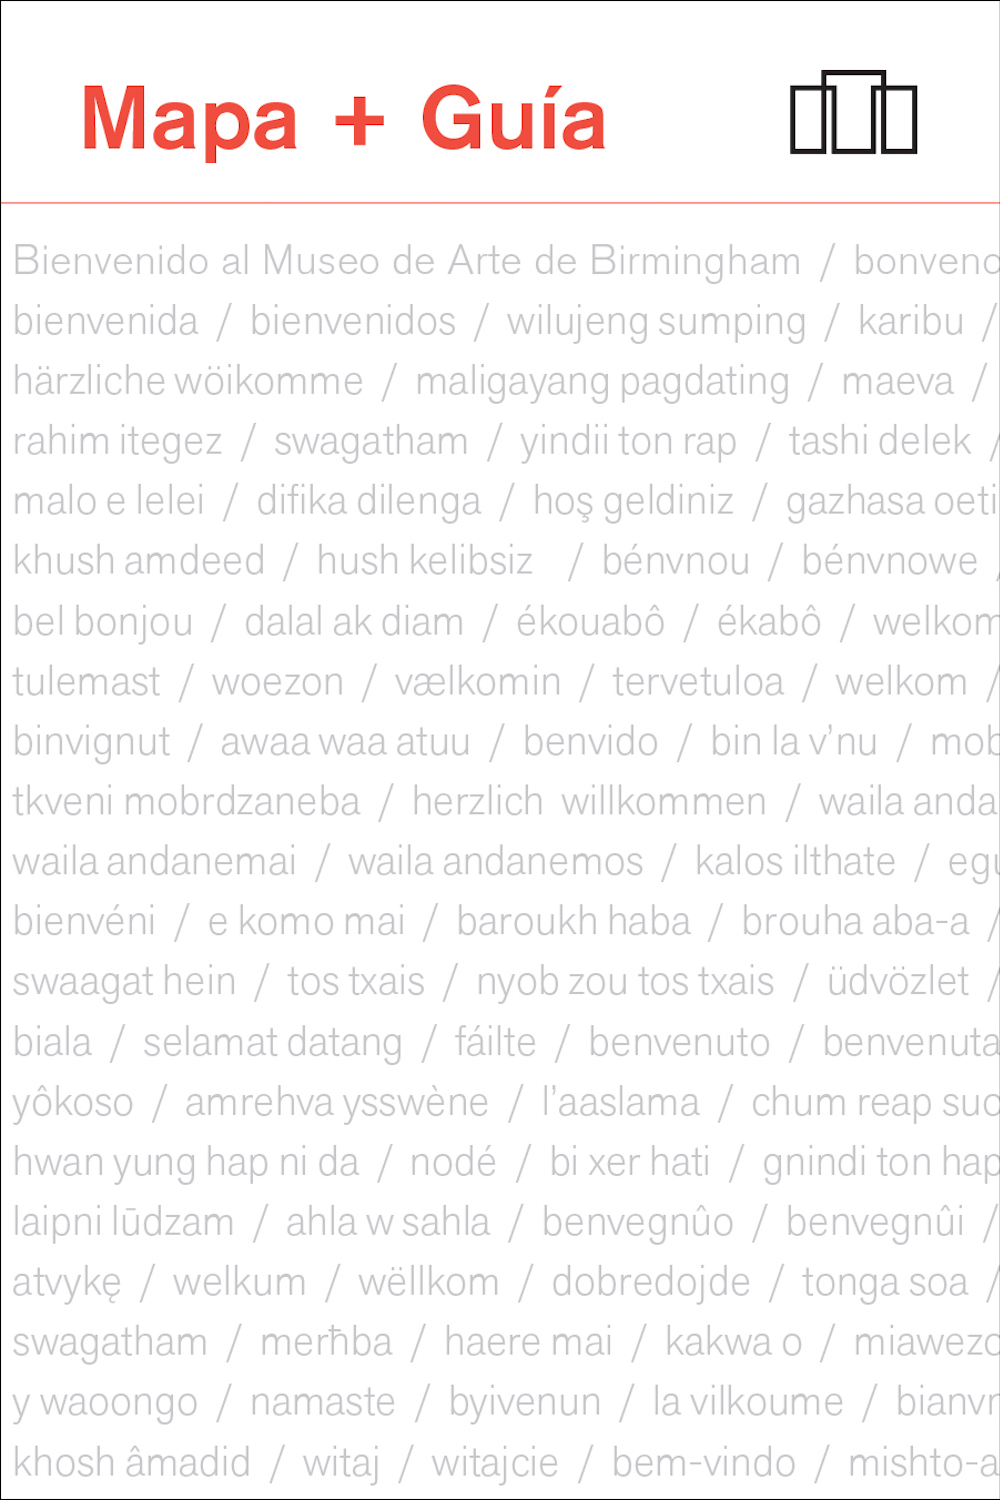 Mapa + Guía
Bienvenido al Museo de Arte de Birmingham / bonveno
bienvenida / bienvenidos / wilujeng sumping / karibu /
härzliche wöikomme / maligayang pagdating / maeva /
rahim itegez / swagatham / yindii ton rap / tashi delek /
malo e lelei / difika dilenga / hoş geldiniz / gazhasa oeti
khush amdeed / hush kelibsiz / bénvnou / bénvnowe /
bel bonjou / dalal ak diam / ékouabô / ékabô / welkom
tulemast / woezon / vælkomin / tervetuloa / welkom /
binvignut / awaa waa atuu / benvido / bin la v’nu / mob
tkveni mobrdzaneba / herzlich willkommen / waila anda
waila andanemai / waila andanemos / kalos ilthate / egu
bienvéni / e komo mai / baroukh haba / brouha aba-a /
swaagat hein / tos txais / nyob zou tos txais / üdvözlet /
biala / selamat datang / fáilte / benvenuto / benvenuta
yôkoso / amrehva ysswène / l’aaslama / chum reap suo
hwan yung hap ni da / nodé / bi xer hati / gnindi ton hap
laipni lūdzam / ahla w sahla / benvegnûo / benvegnûi /
atvykę / welkum / wëllkom / dobredojde / tonga soa /
swagatham / merħba / haere mai / kakwa o / miawezo
y waoongo / namaste / byivenun / la vilkoume / bianvn
khosh âmadid / witaj / witajcie / bem-vindo / mishto-a